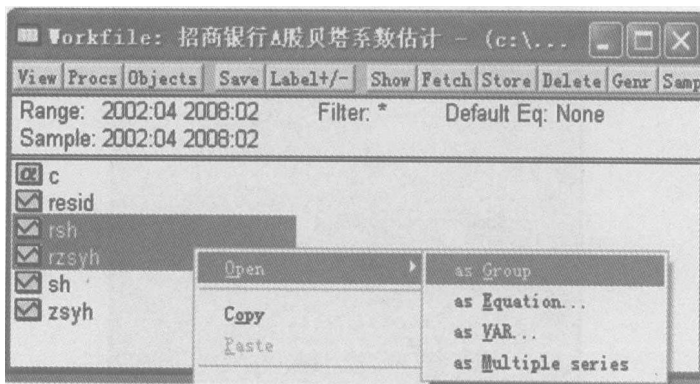 Workfile: 招商银行A股贝塔系数估计 - (c:\...
View Procs Objects Save Label+/- Show Fetch Store Delete Genr Samp
Range: 2002:04 2008:02 Filter: * Default Eq: None
Sample: 2002:04 2008:02
α c
resid
rsh
rzsyh
sh
zsyh
Open
Copy
Paste
as Group
as Equation...
as VAR...
as Multiple series